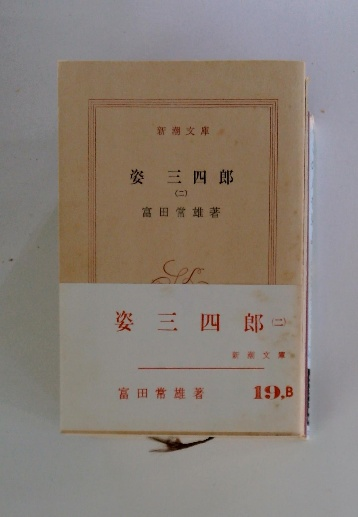 新潮文庫
姿 三四郎
(二)
富田常雄著
姿 三 四 郎 (二)
新潮文庫
富田常雄著 19.B